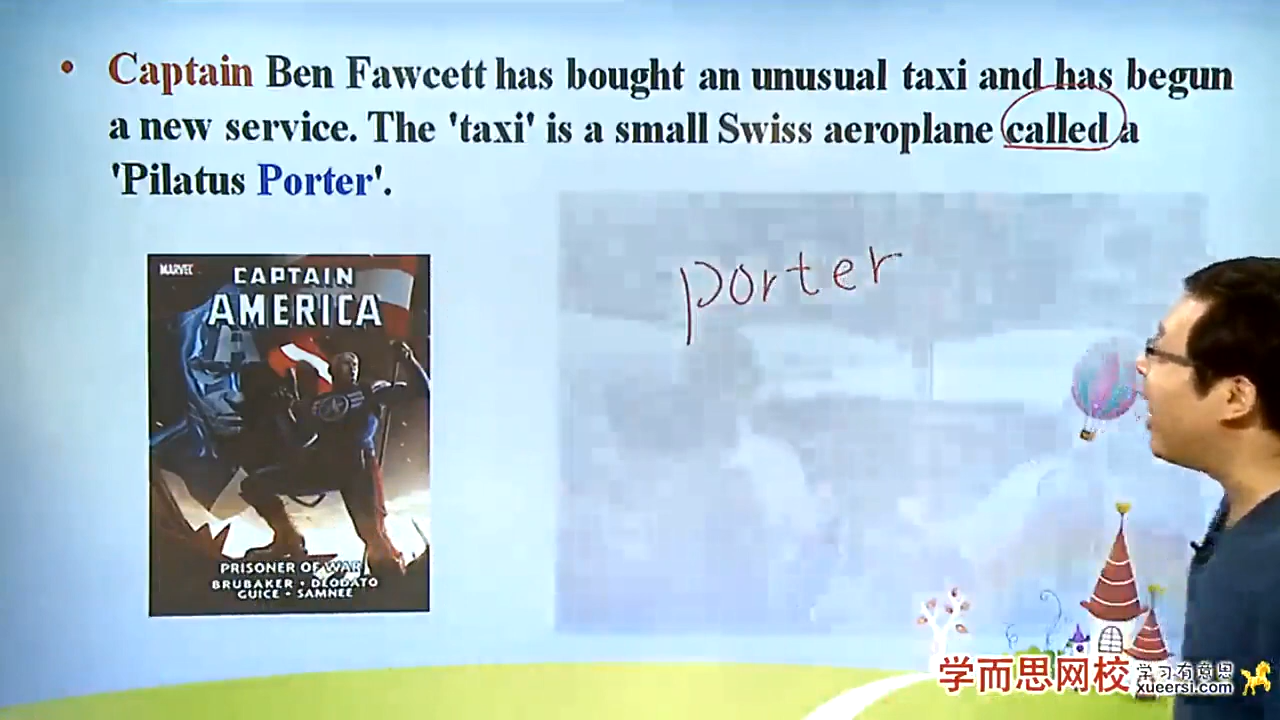 • Captain Ben Fawcett has bought an unusual taxi and has begun
a new service. The 'taxi' is a small Swiss aeroplane called a
'Pilatus Porter'.
porter
MARVEL
CAPTAIN
AMERICA
PRISONER OF WAR
BRUBAKER • DEODATO
GUICE • SAMNEE
学而思网校
学习有意思
xueersi.com